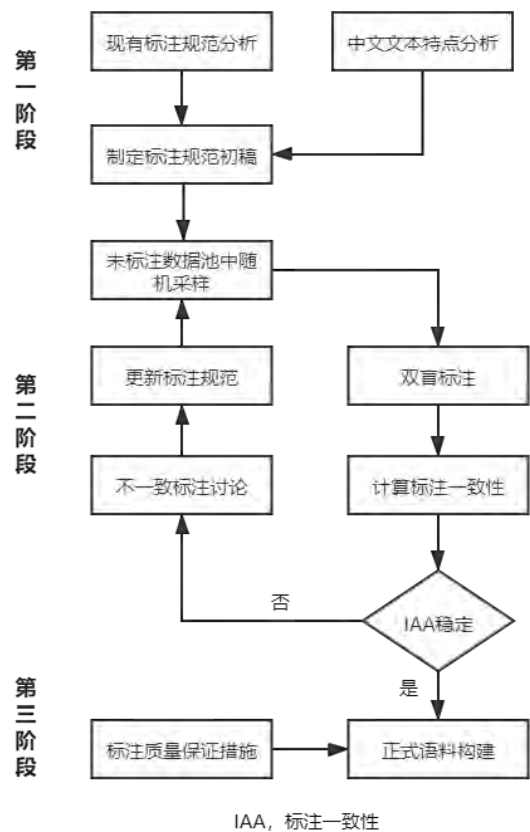 第一阶段
现有标注规范分析
中文文本特点分析
制定标注规范初稿
第二阶段
未标注数据池中随
机采样
更新标注规范
双盲标注
不一致标注讨论
计算标注一致性
否
IAA稳定
是
第三阶段
标注质量保证措施
正式语料构建
IAA，标注一致性